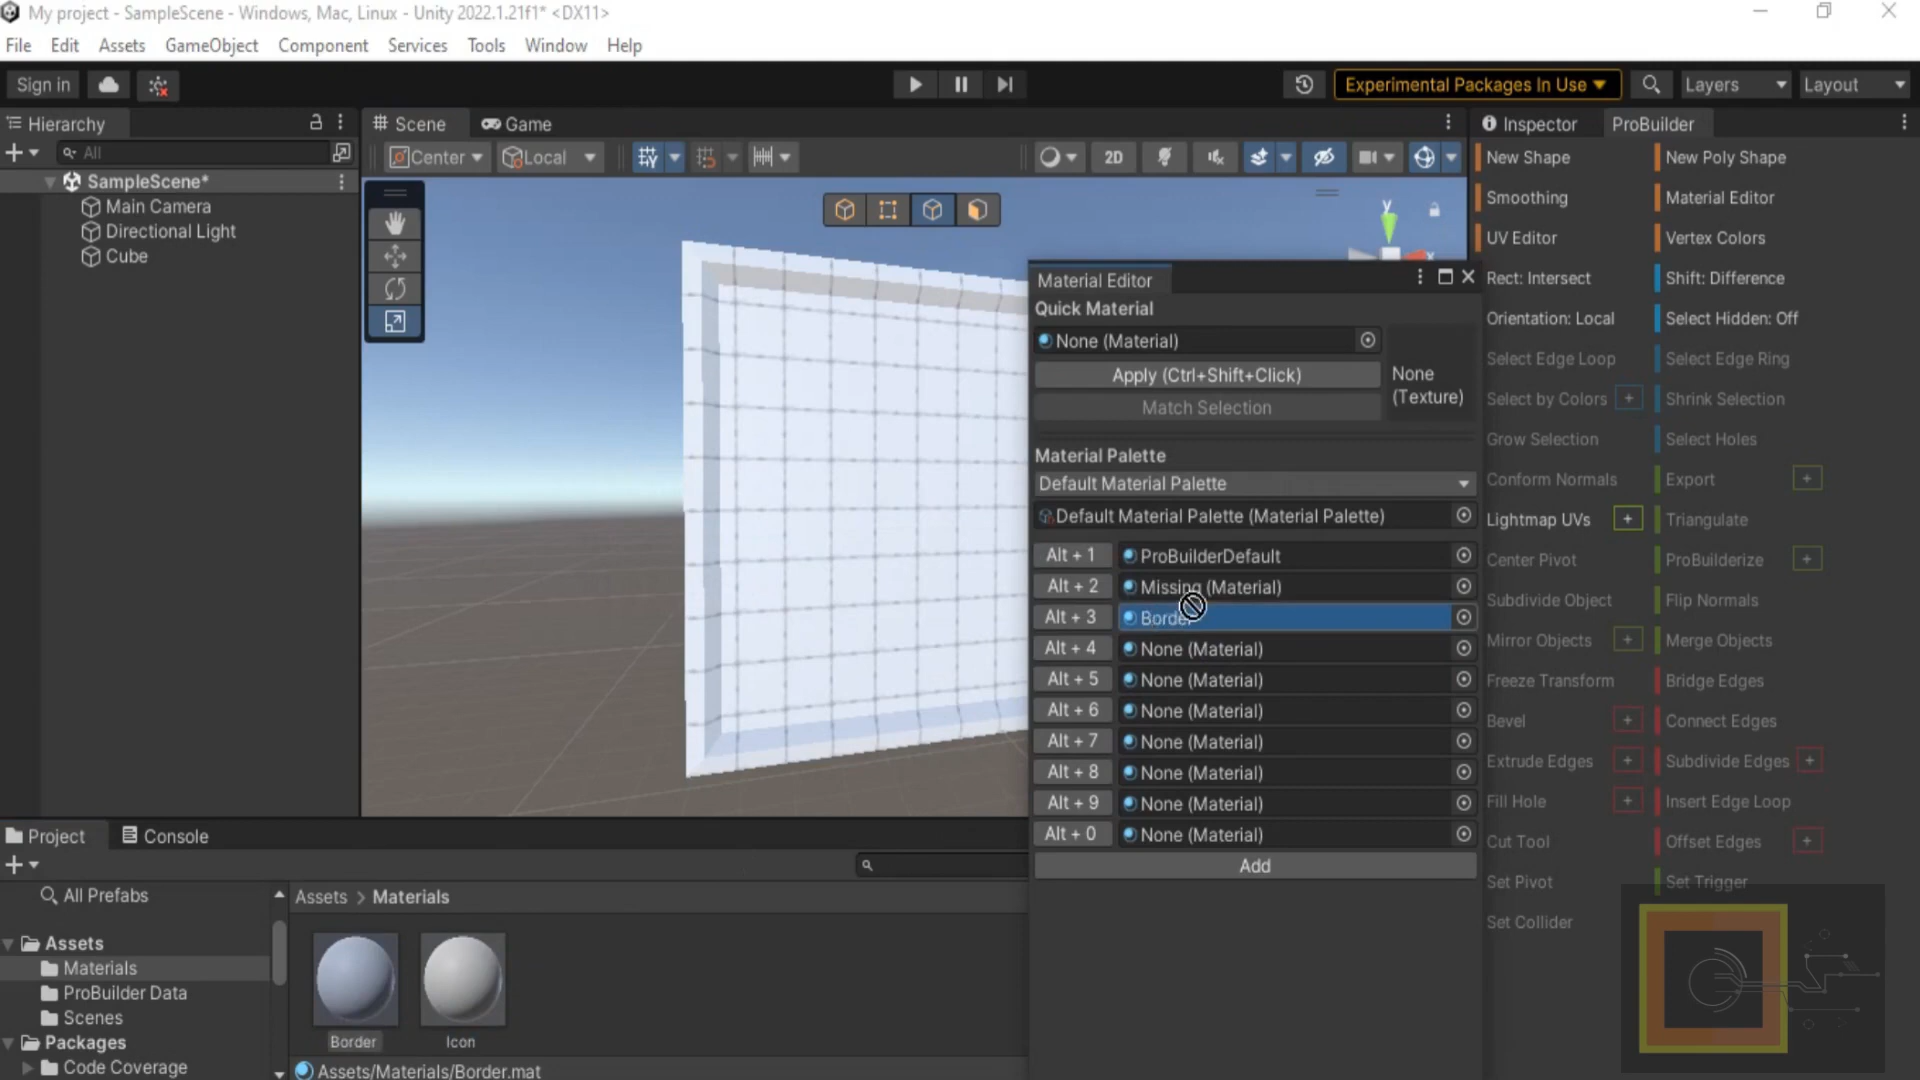 My project - SampleScene - Windows, Mac, Linux - Unity 2022.1.21f1* <DX11>
File Edit Assets GameObject Component Services Tools Window Help
Sign in Experimental Packages In Use Layers Layout
Hierarchy
All
SampleScene*
Main Camera
Directional Light
Cube
Scene Game
Center Local 2D
y
Material Editor
Quick Material
None (Material)
Apply (Ctrl+Shift+Click)
Match Selection
None
(Texture)
Material Palette
Default Material Palette
Default Material Palette (Material Palette)
Alt + 1 ProBuilderDefault
Alt + 2 Missing (Material)
Alt + 3 Border
Alt + 4 None (Material)
Alt + 5 None (Material)
Alt + 6 None (Material)
Alt + 7 None (Material)
Alt + 8 None (Material)
Alt + 9 None (Material)
Alt + 0 None (Material)
Add
Inspector ProBuilder
New Shape New Poly Shape
Smoothing Material Editor
UV Editor Vertex Colors
Rect: Intersect Shift: Difference
Orientation: Local Select Hidden: Off
Select Edge Loop Select Edge Ring
Select by Colors + Shrink Selection
Grow Selection Select Holes
Conform Normals Export +
Lightmap UVs + Triangulate
Center Pivot ProBuilderize +
Subdivide Object Flip Normals
Mirror Objects + Merge Objects
Freeze Transform Bridge Edges
Bevel + Connect Edges
Extrude Edges + Subdivide Edges +
Fill Hole + Insert Edge Loop
Cut Tool Offset Edges +
Set Pivot Set Trigger
Set Collider
Project Console
All Prefabs
Assets
Materials
ProBuilder Data
Scenes
Packages
Code Coverage
Assets > Materials
Border Icon
Assets/Materials/Border.mat